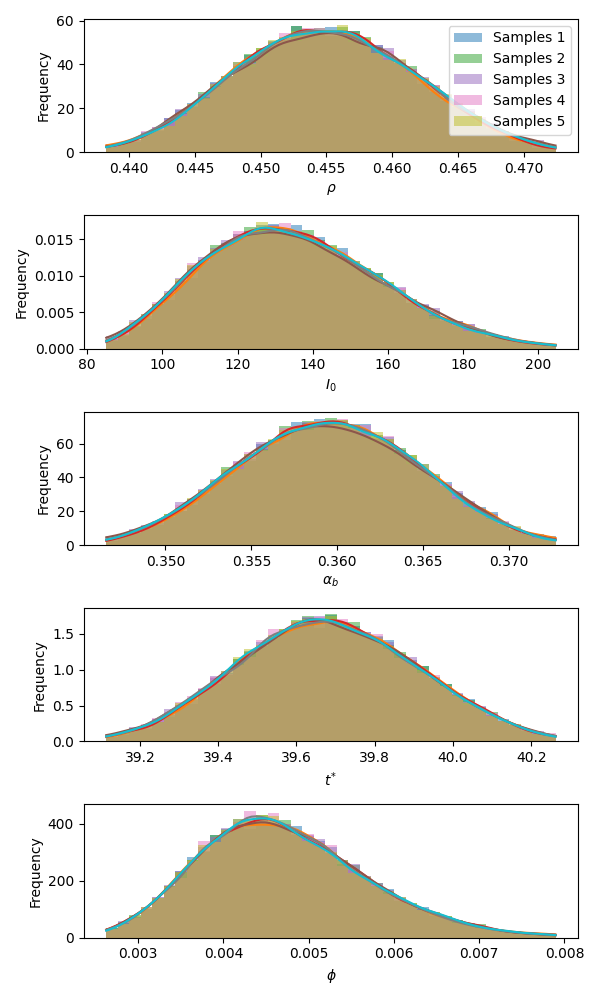 Frequency
60
40
20
0
Samples 1
Samples 2
Samples 3
Samples 4
Samples 5
0.440 0.445 0.450 0.455 0.460 0.465 0.470
ρ
Frequency
0.015
0.010
0.005
0.000
80 100 120 140 160 180 200
I₀
Frequency
60
40
20
0
0.350 0.355 0.360 0.365 0.370
α_b
Frequency
1.5
1.0
0.5
0.0
39.2 39.4 39.6 39.8 40.0 40.2
t*
Frequency
400
200
0
0.003 0.004 0.005 0.006 0.007 0.008
ϕ